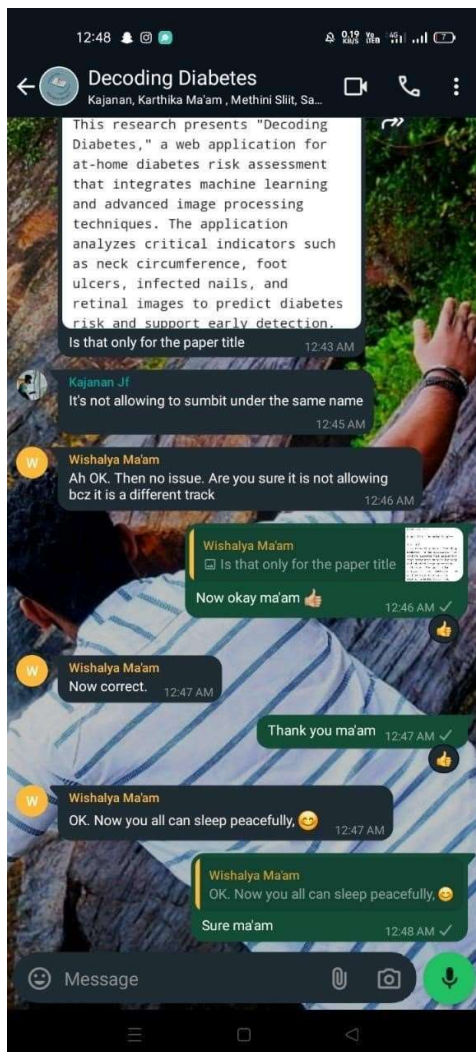 12:48 0.19 KB/S Vo LTE 4G 7
Decoding Diabetes
Kajanan, Karthika Ma'am , Methini Sliit, Sa...
This research presents "Decoding
Diabetes," a web application for
at-home diabetes risk assessment
that integrates machine learning
and advanced image processing
techniques. The application
analyzes critical indicators such
as neck circumference, foot
ulcers, infected nails, and
retinal images to predict diabetes
risk and support early detection.
Is that only for the paper title 12:43 AM
Kajanan Jf
It's not allowing to sumbit under the same name
12:45 AM
W Wishalya Ma'am
Ah OK. Then no issue. Are you sure it is not allowing
bcz it is a different track 12:46 AM
Wishalya Ma'am
Is that only for the paper title
Now okay ma'am 12:46 AM
W Wishalya Ma'am
Now correct. 12:47 AM
Thank you ma'am 12:47 AM
W Wishalya Ma'am
OK. Now you all can sleep peacefully, 😊 12:47 AM
Wishalya Ma'am
OK. Now you all can sleep peacefully, 😊
Sure ma'am 12:48 AM
Message